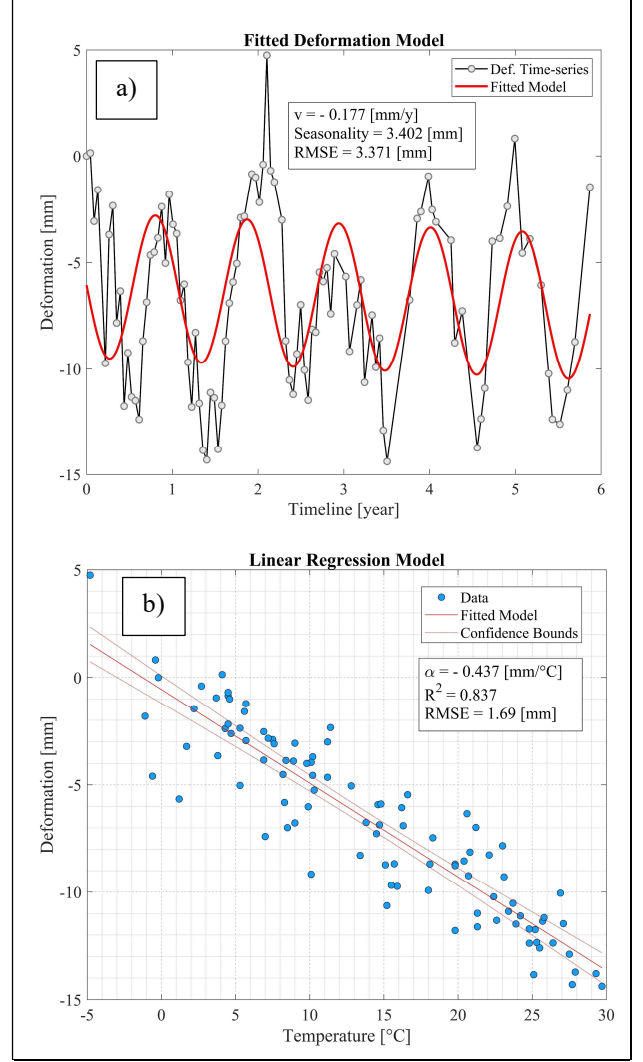 Fitted Deformation Model
a)
Def. Time-series
Fitted Model
v = - 0.177 [mm/y]
Seasonality = 3.402 [mm]
RMSE = 3.371 [mm]
5
0
-5
-10
-15
Deformation [mm]
0 1 2 3 4 5 6
Timeline [year]
Linear Regression Model
b)
Data
Fitted Model
Confidence Bounds
α = - 0.437 [mm/°C]
R² = 0.837
RMSE = 1.69 [mm]
5
0
-5
-10
-15
Deformation [mm]
-5 0 5 10 15 20 25 30
Temperature [°C]